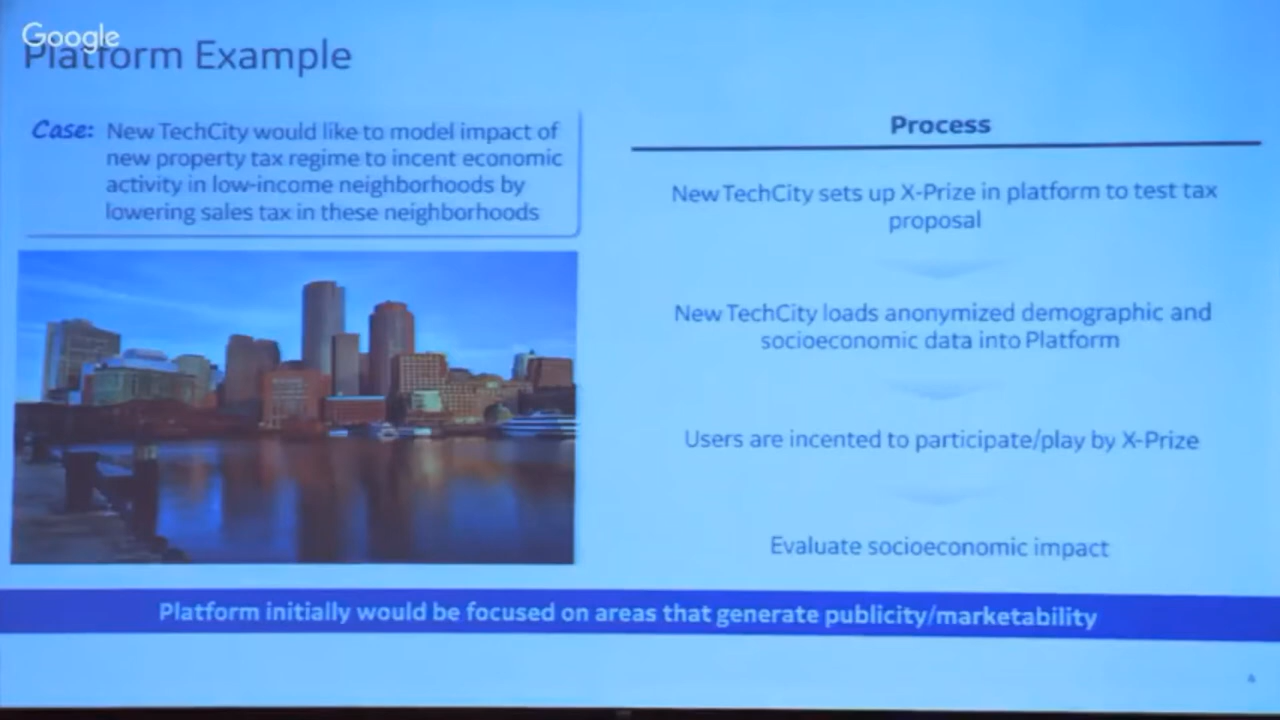 Google
Platform Example
Case: New TechCity would like to model impact of
new property tax regime to incent economic
activity in low-income neighborhoods by
lowering sales tax in these neighborhoods
Process
New TechCity sets up X-Prize in platform to test tax
proposal
New TechCity loads anonymized demographic and
socioeconomic data into Platform
Users are incented to participate/play by X-Prize
Evaluate socioeconomic impact
Platform initially would be focused on areas that generate publicity/marketability